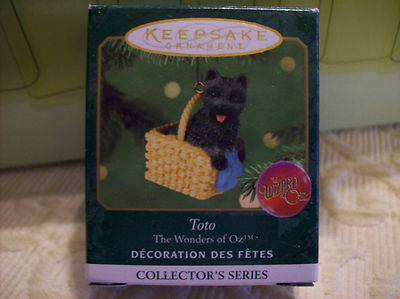 KEEPSAKE
ORNAMENT
THE
WIZARD
OF
OZ
Toto
The Wonders of Oz™
DÉCORATION DES FÊTES
COLLECTOR'S SERIES